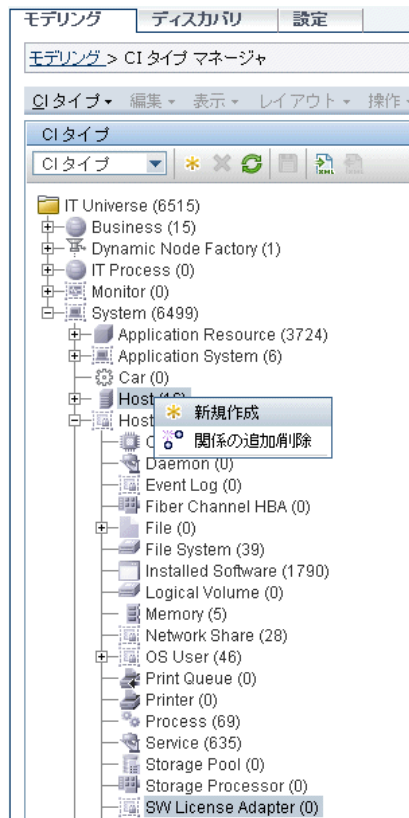 モデリング ディスカバリ 設定
モデリング > CI タイプ マネージャ
CI タイプ 編集 表示 レイアウト 操作
CI タイプ
CI タイプ
IT Universe (6515)
Business (15)
Dynamic Node Factory (1)
IT Process (0)
Monitor (0)
System (6499)
Application Resource (3724)
Application System (6)
Car (0)
Host
新規作成
Host
関係の追加/削除
Daemon (0)
Event Log (0)
Fiber Channel HBA (0)
File (0)
File System (39)
Installed Software (1790)
Logical Volume (0)
Memory (5)
Network Share (28)
OS User (46)
Print Queue (0)
Printer (0)
Process (69)
Service (635)
Storage Pool (0)
Storage Processor (0)
SW License Adapter (0)